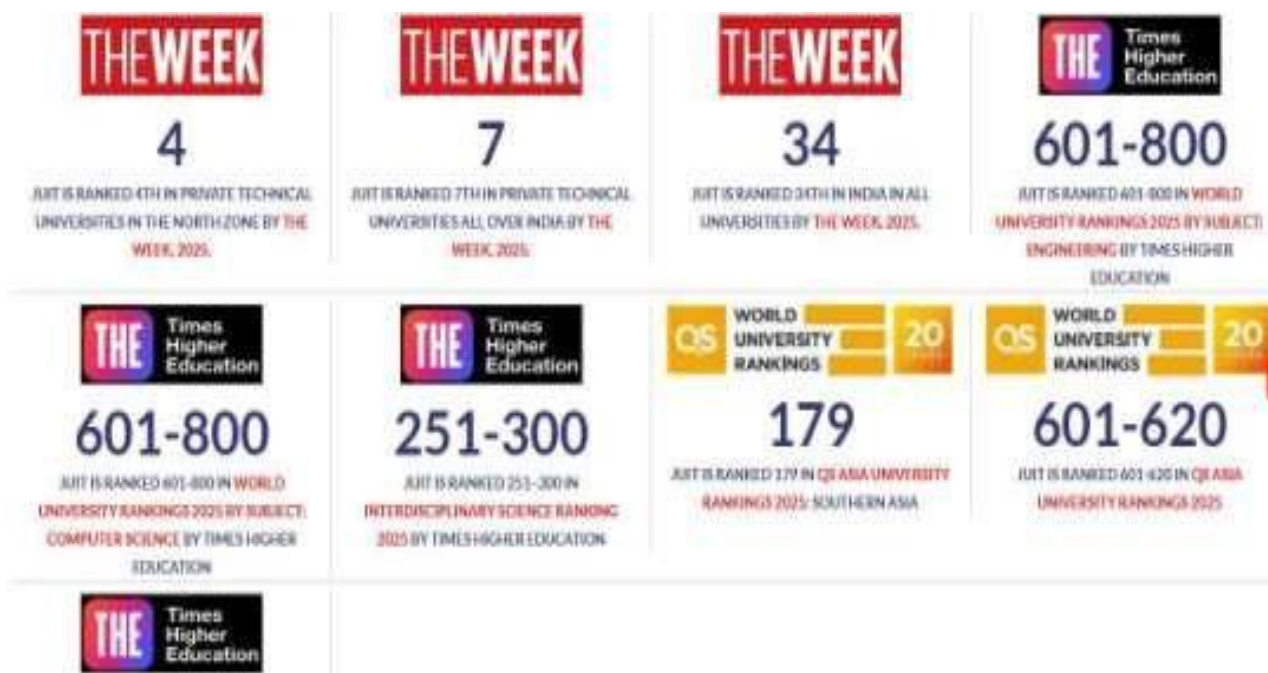 THEWEEK
4
JUIT IS RANKED 4TH IN PRIVATE TECHNICAL
UNIVERSITIES IN THE NORTH ZONE BY THE
WEEK, 2025.
THEWEEK
7
JUIT IS RANKED 7TH IN PRIVATE TECHNICAL
UNIVERSITIES ALL OVER INDIA BY THE
WEEK, 2025.
THEWEEK
34
JUIT IS RANKED 34TH IN INDIA IN ALL
UNIVERSITIES BY THE WEEK, 2025.
THE Times
Higher
Education
601-800
JUIT IS RANKED 601-800 IN WORLD
UNIVERSITY RANKINGS 2025 BY SUBJECT:
ENGINEERING BY TIMES HIGHER
EDUCATION
THE Times
Higher
Education
601-800
JUIT IS RANKED 601-800 IN WORLD
UNIVERSITY RANKINGS 2025 BY SUBJECT:
COMPUTER SCIENCE BY TIMES HIGHER
EDUCATION
THE Times
Higher
Education
251-300
JUIT IS RANKED 251-300 IN
INTERDISCIPLINARY SCIENCE RANKING
2025 BY TIMES HIGHER EDUCATION
QS WORLD
UNIVERSITY 20
RANKINGS
179
JUIT IS RANKED 179 IN QS ASIA UNIVERSITY
RANKINGS 2025: SOUTHERN ASIA
QS WORLD
UNIVERSITY 20
RANKINGS
601-620
JUIT IS RANKED 601-620 IN QS ASIA
UNIVERSITY RANKINGS 2025
THE Times
Higher
Education